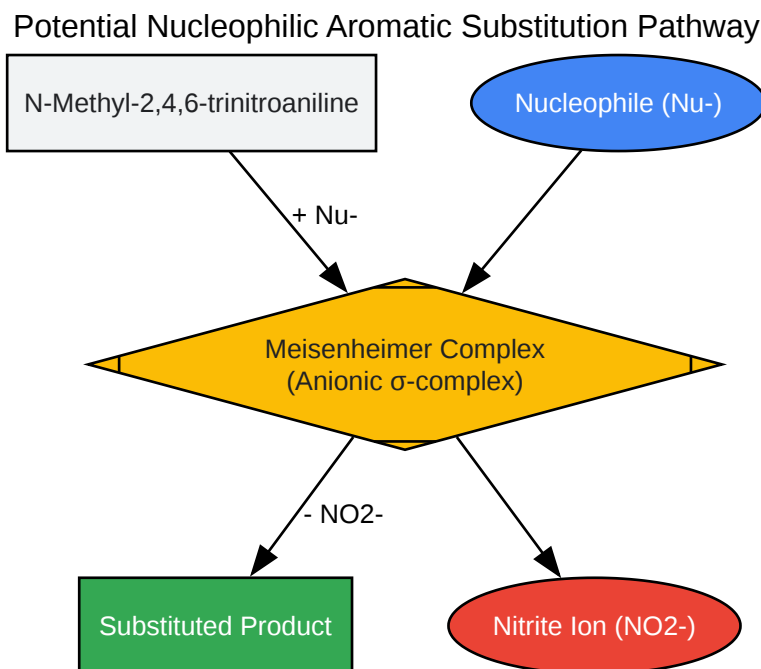 Potential Nucleophilic Aromatic Substitution Pathway
N-Methyl-2,4,6-trinitroaniline
Nucleophile (Nu-)
+ Nu-
Meisenheimer Complex
(Anionic σ-complex)
- NO2-
Substituted Product
Nitrite Ion (NO2-)